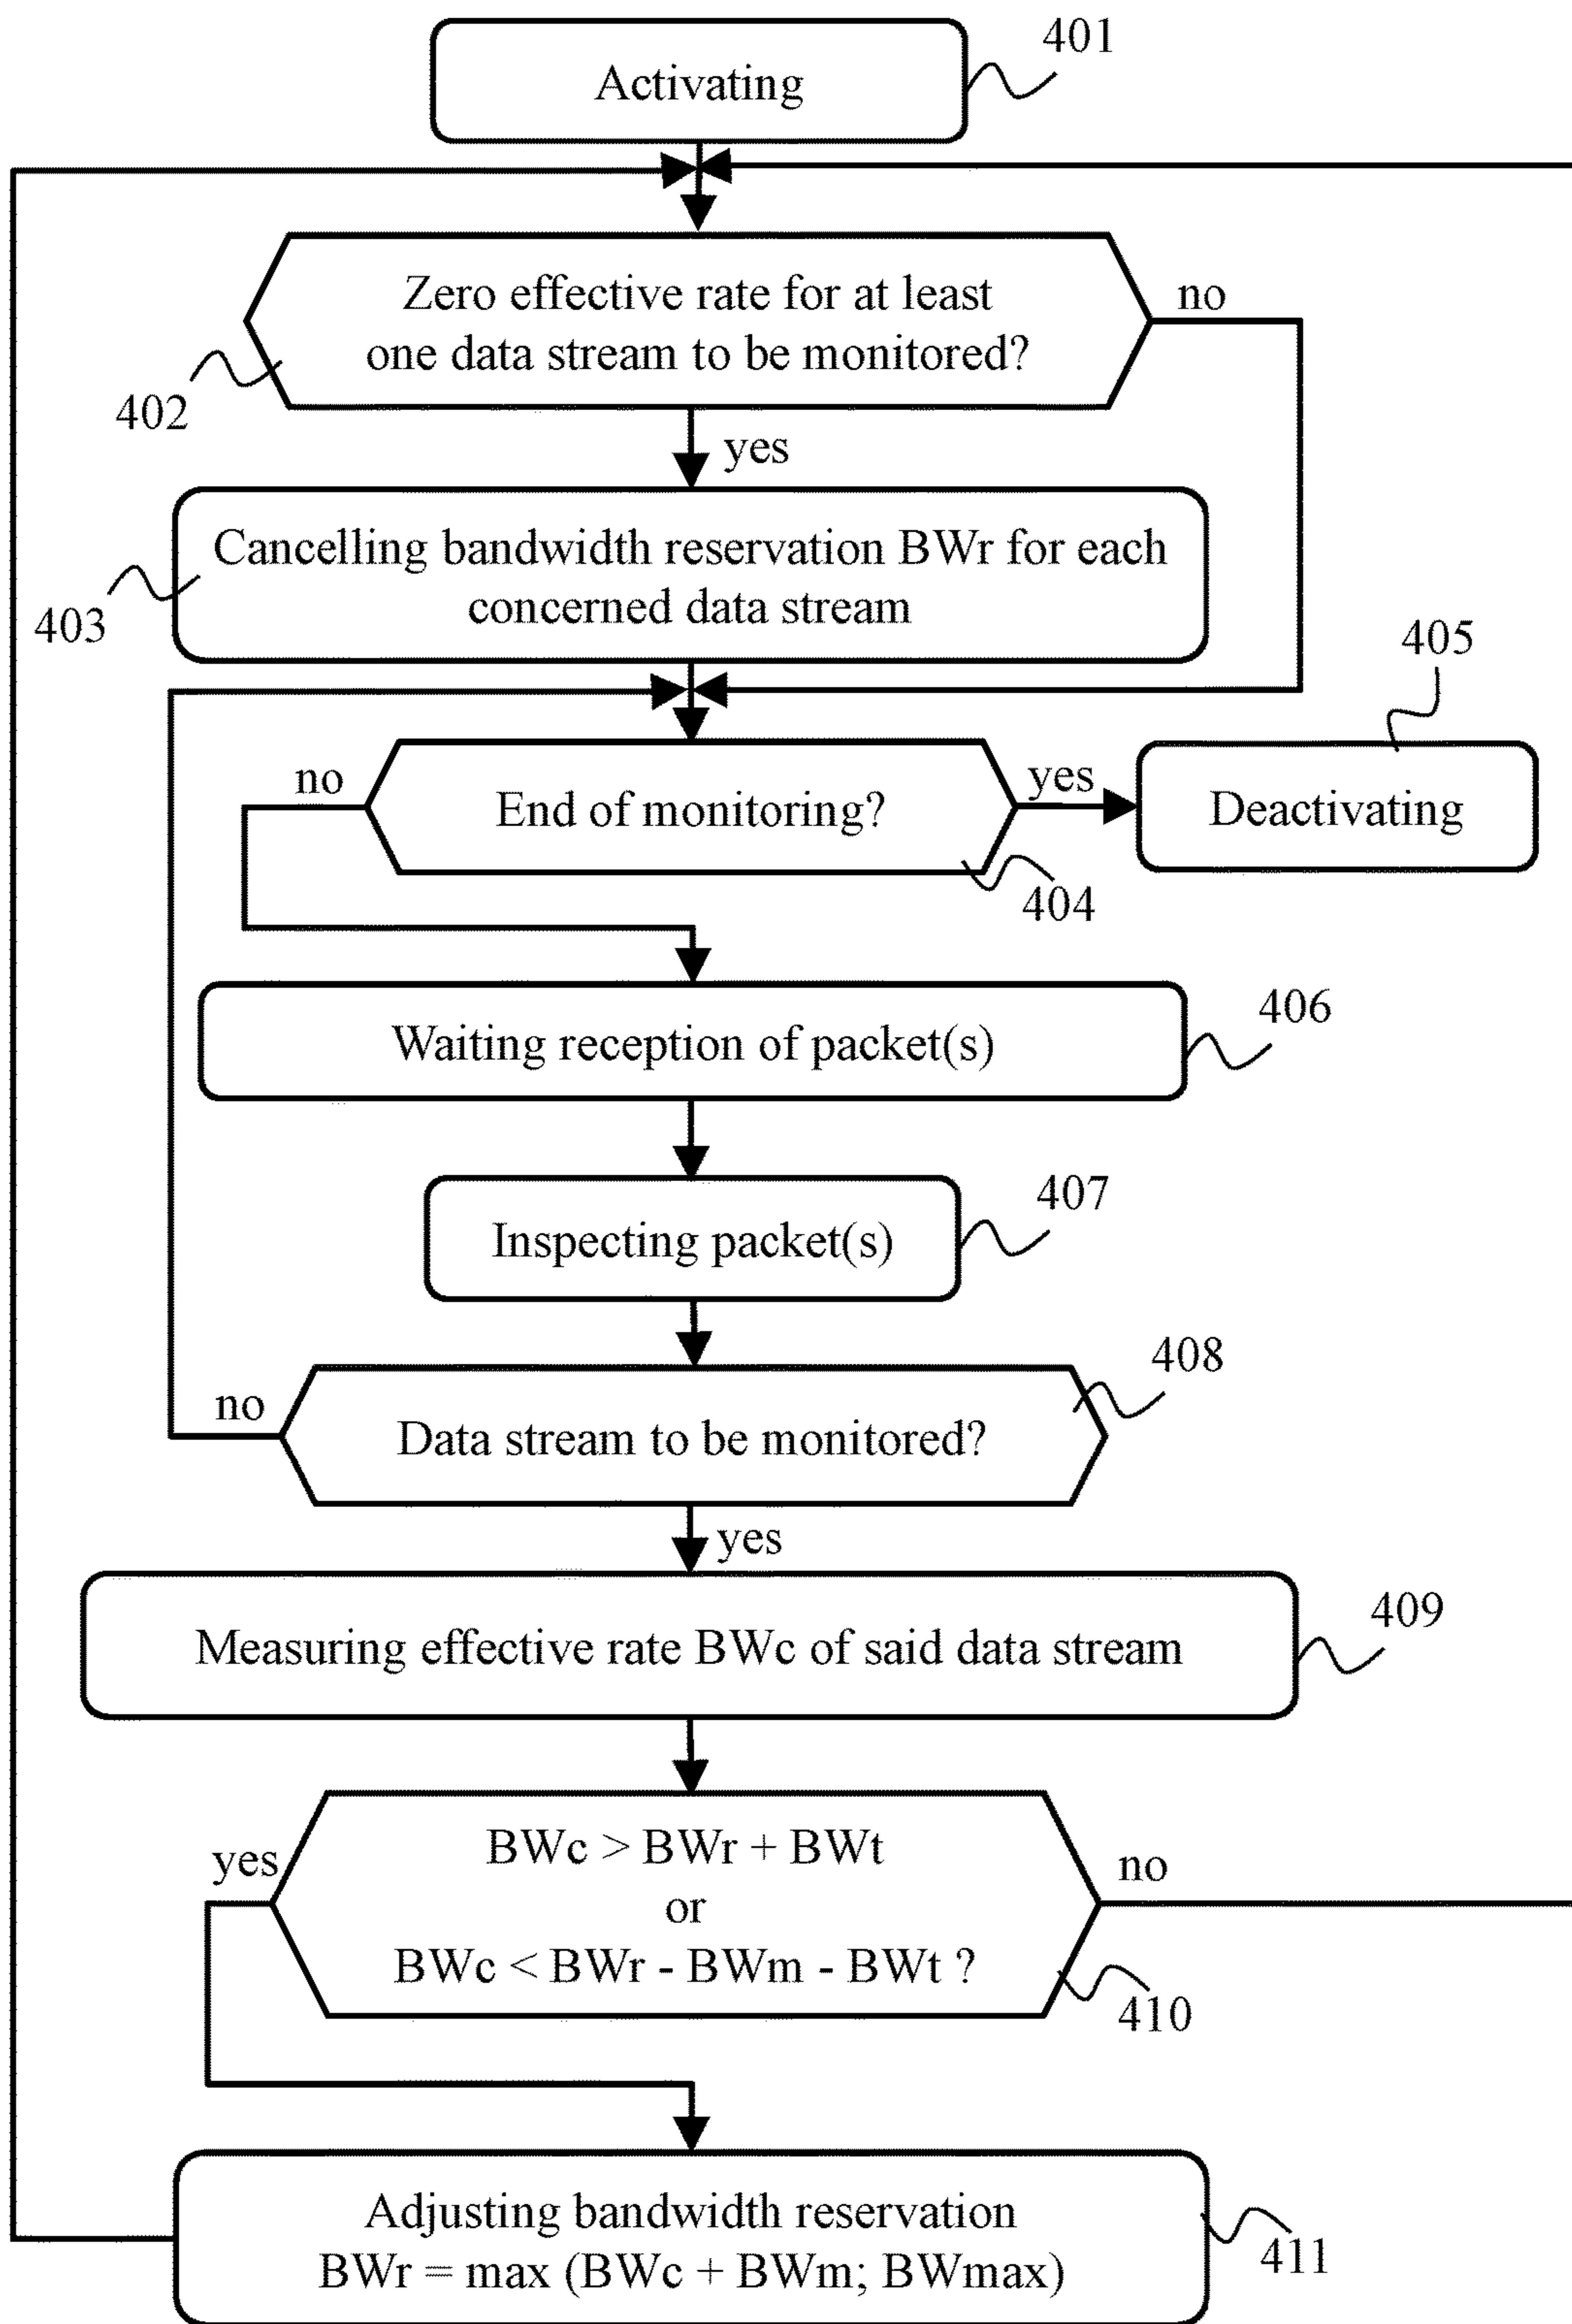 401
Activating
Zero effective rate for at least
one data stream to be monitored?
no
402
yes
Cancelling bandwidth reservation BWr for each
concerned data stream
403
405
no
End of monitoring?
yes
Deactivating
404
Waiting reception of packet(s)
406
Inspecting packet(s)
407
408
no
Data stream to be monitored?
yes
Measuring effective rate BWc of said data stream
409
yes
BWc > BWr + BWt
or
BWc < BWr - BWm - BWt ?
no
410
Adjusting bandwidth reservation
BWr = max (BWc + BWm; BWmax)
411